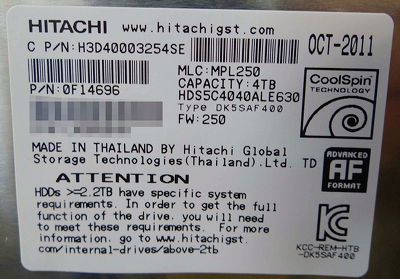 HITACHI www.hitachigst.com
C P/N:H3D40003254SE OCT-2011
MLC:MPL250
P/N:0F14696 CAPACITY:4TB
HDS5C4040ALE630
Type DK5SAF400
FW:250
CoolSpin
TECHNOLOGY
MADE IN THAILAND BY Hitachi Global
Storage Technologies(Thailand).Ltd. TD
ADVANCED
AF
FORMAT
ATTENTION
HDDs >=2.2TB have specific system
requirements. In order to get the full
function of the drive, you will need
to meet these requirements. For more
information, go to www.hitachigst.
com/internal-drives/above-2tb
KCC-REM-HTB
-DK5SAF400